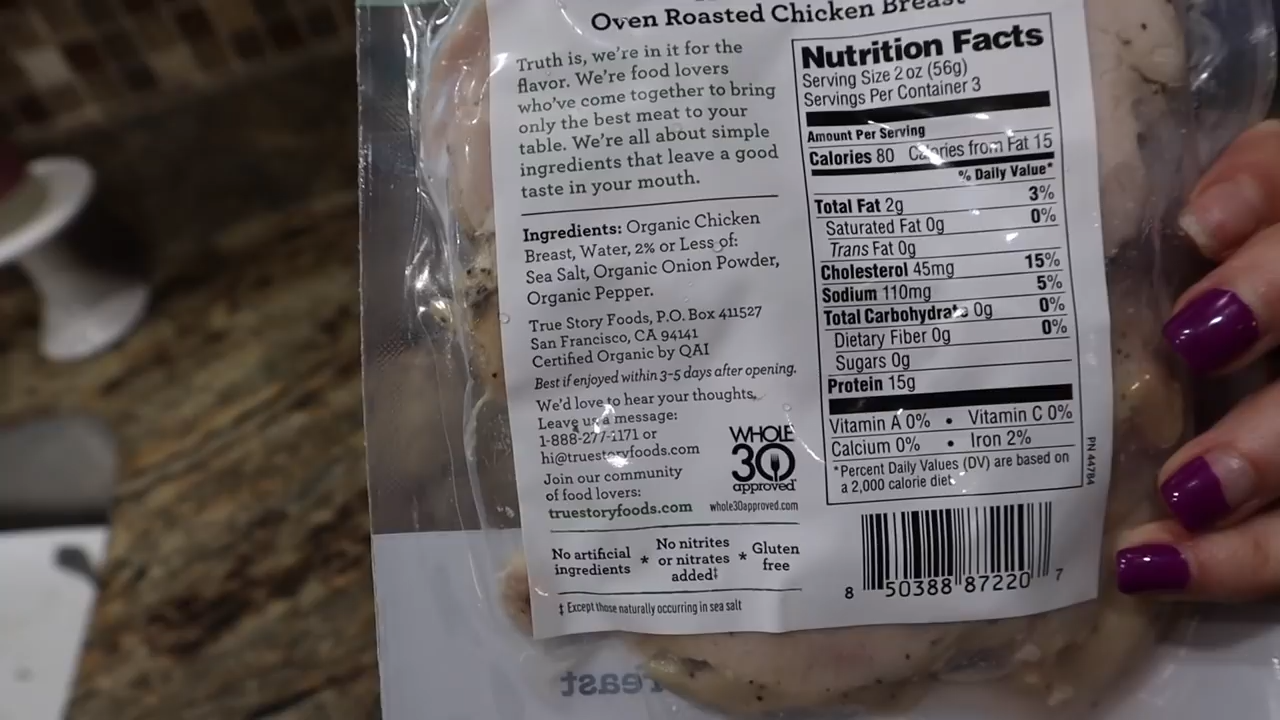 Oven Roasted Chicken Breast
Truth is, we're in it for the
flavor. We're food lovers
who've come together to bring
only the best meat to your
table. We're all about simple
ingredients that leave a good
taste in your mouth.
Ingredients: Organic Chicken
Breast, Water, 2% or Less of:
Sea Salt, Organic Onion Powder,
Organic Pepper.
True Story Foods, P.O. Box 411527
San Francisco, CA 94141
Certified Organic by QAI
Best if enjoyed within 3-5 days after opening.
We'd love to hear your thoughts.
Leave us a message:
1-888-277-1171 or
hi@truestoryfoods.com
Join our community
of food lovers:
truestoryfoods.com
WHOLE
30
approved
whole30approved.com
No artificial
ingredients
*
No nitrites
or nitrates
added‡
*
Gluten
free
‡ Except those naturally occurring in sea salt
Nutrition Facts
Serving Size 2 oz (56g)
Servings Per Container 3
Amount Per Serving
Calories 80 Calories from Fat 15
% Daily Value*
Total Fat 2g 3%
Saturated Fat 0g 0%
Trans Fat 0g
Cholesterol 45mg 15%
Sodium 110mg 5%
Total Carbohydrate 0g 0%
Dietary Fiber 0g 0%
Sugars 0g
Protein 15g
Vitamin A 0% • Vitamin C 0%
Calcium 0% • Iron 2%
*Percent Daily Values (DV) are based on
a 2,000 calorie diet.
PN 44784
8 50388 87220 7
reast